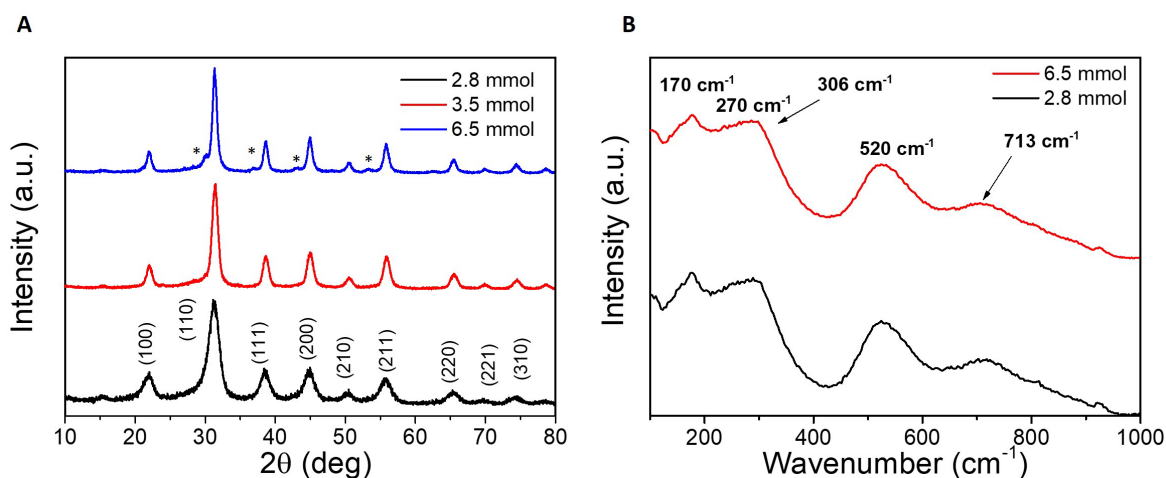 A
Intensity (a.u.)
2.8 mmol
3.5 mmol
6.5 mmol
*
*
*
*
(100)
(110)
(111)
(200)
(210)
(211)
(220)
(221)
(310)
10
20
30
40
50
60
70
80
2θ (deg)
B
Intensity (a.u.)
6.5 mmol
2.8 mmol
170 cm⁻¹
270 cm⁻¹
306 cm⁻¹
520 cm⁻¹
713 cm⁻¹
200
400
600
800
1000
Wavenumber (cm⁻¹)